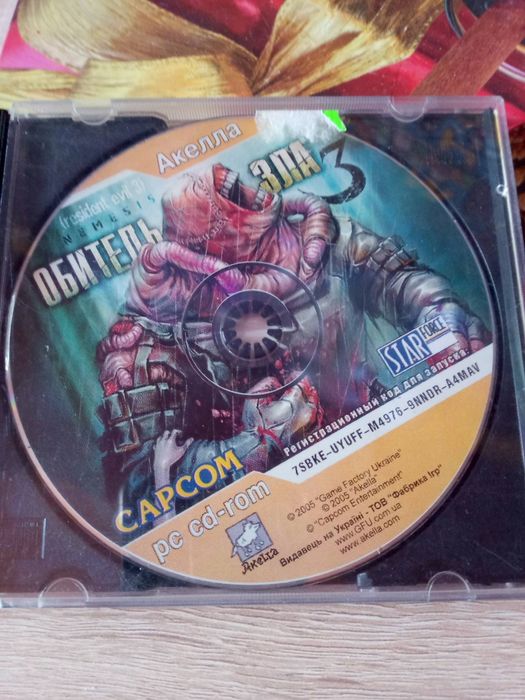 Акелла
(resident evil 3)
NEMESIS
ОБИТЕЛЬ ЗЛА 3
STAR FORCE
Регистрационный код для запуска:
7SBKE-UYUFF-M4976-9NNDR-A4MAV
CAPCOM
pc cd-rom
© 2005 "Game Factory Ukraine"
© 2005 "Akella"
© "Capcom Entertainment"
Видавець на Україні - ТОВ "Фабрика Ігр"
www.GFU.com.ua
www.akella.com
Akella